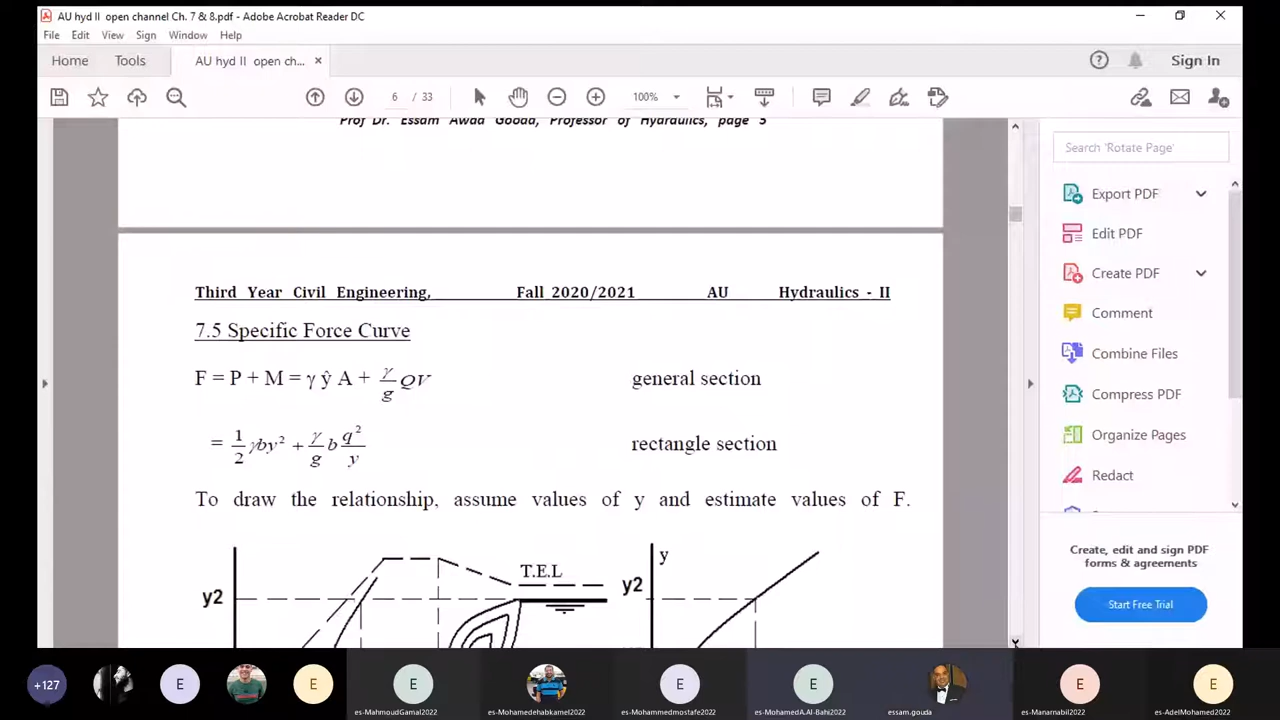 AU hyd II open channel Ch. 7 & 8.pdf - Adobe Acrobat Reader DC
File Edit View Sign Window Help
Home Tools AU hyd II open ch... × Sign In
6 / 33 100%
Prof Dr. Essam Awad Gooda, Professor of Hydraulics, page 5
Search 'Rotate Page'
Export PDF
Edit PDF
Create PDF
Comment
Combine Files
Compress PDF
Organize Pages
Redact
Create, edit and sign PDF
forms & agreements
Start Free Trial
Third Year Civil Engineering, Fall 2020/2021 AU Hydraulics - II
7.5 Specific Force Curve
F = P + M = γ ŷ A + γ/g QV general section
= 1/2 γby² + γ/g b q²/y rectangle section
To draw the relationship, assume values of y and estimate values of F.
T.E.L
y
y2
y2
+127 E E E E E E E
es-MahmoudGamal2022 es-Mohamedehabkamel2022 es-Mohammedmostafe2022 es-MohamedA.Al-Bahi2022 essam.gouda es-Manarnabil2022 es-AdelMohamed2022